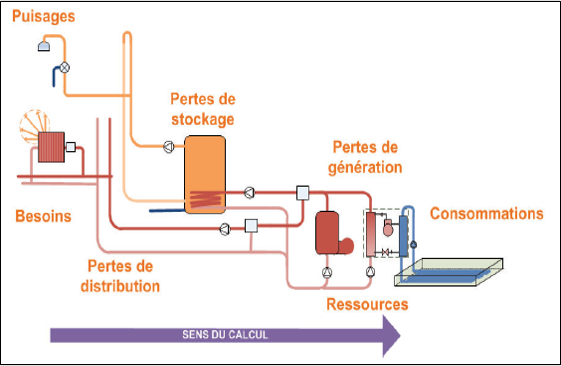 Puisages
Pertes de
stockage
Pertes de
génération
Besoins
Consommations
Pertes de
distribution
Ressources
SENS DU CALCUL